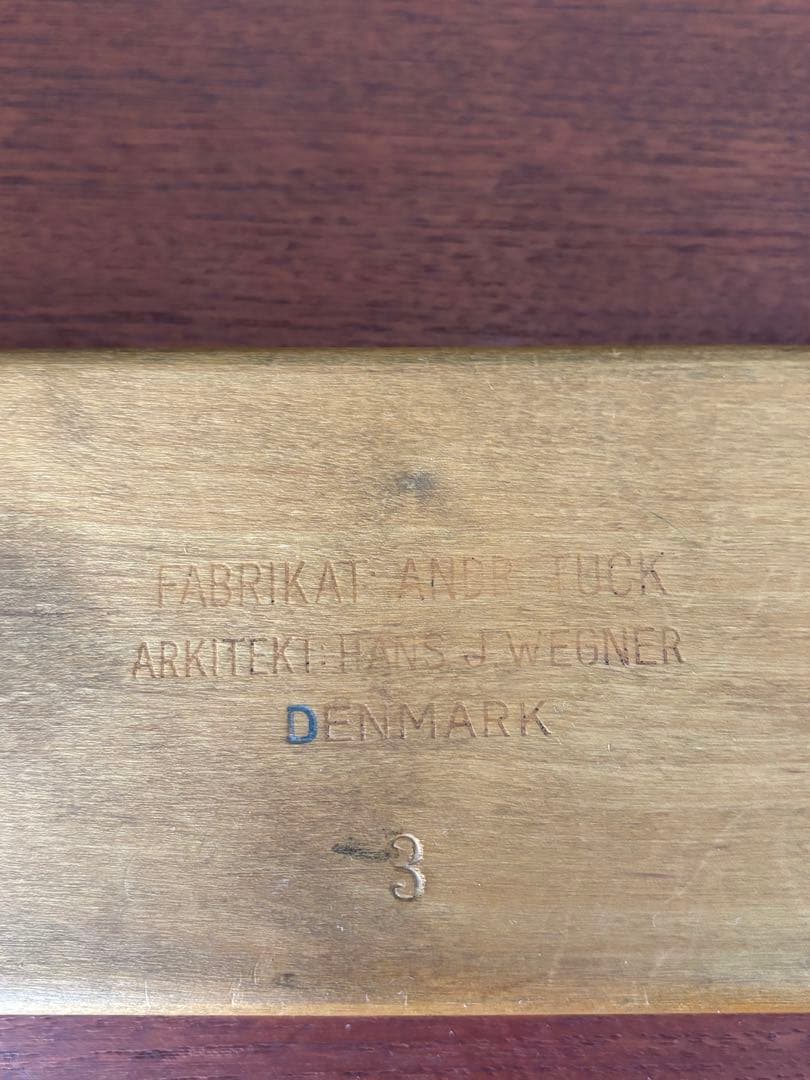 FABRIKAT: ANDR. TUCK
ARKITEKT: HANS J. WEGNER
DENMARK
3